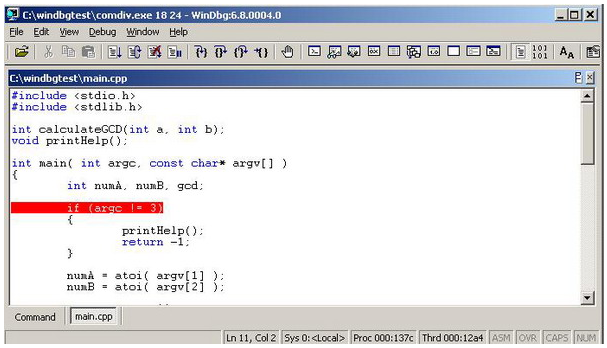 C:\windbgtest\comdiv.exe 18 24 - WinDbg:6.8.0004.0
File Edit View Debug Window Help
101
101
AA
C:\windbgtest\main.cpp
#include <stdio.h>
#include <stdlib.h>
int calculateGCD(int a, int b);
void printHelp();
int main( int argc, const char* argv[] )
{
int numA, numB, gcd;
if (argc != 3)
{
printHelp();
return -1;
}
numA = atoi( argv[1] );
numB = atoi( argv[2] );
Command main.cpp
Ln 11, Col 2 Sys 0:<Local> Proc 000:137c Thrd 000:12a4 ASM OVR CAPS NUM